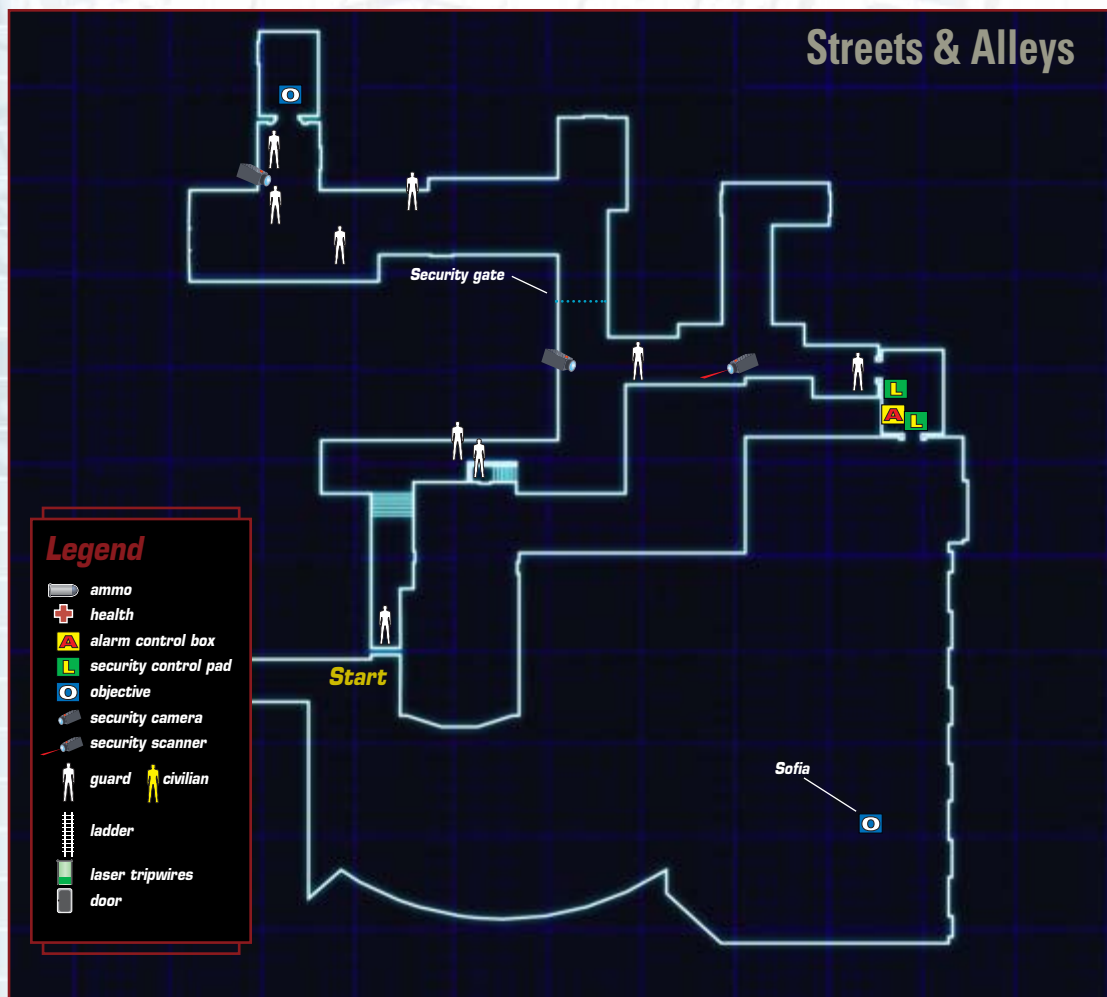 Streets & Alleys
O
Security gate
L
A
L
Start
Sofia
O
Legend
ammo
health
A alarm control box
L security control pad
O objective
security camera
security scanner
guard civilian
ladder
laser tripwires
door